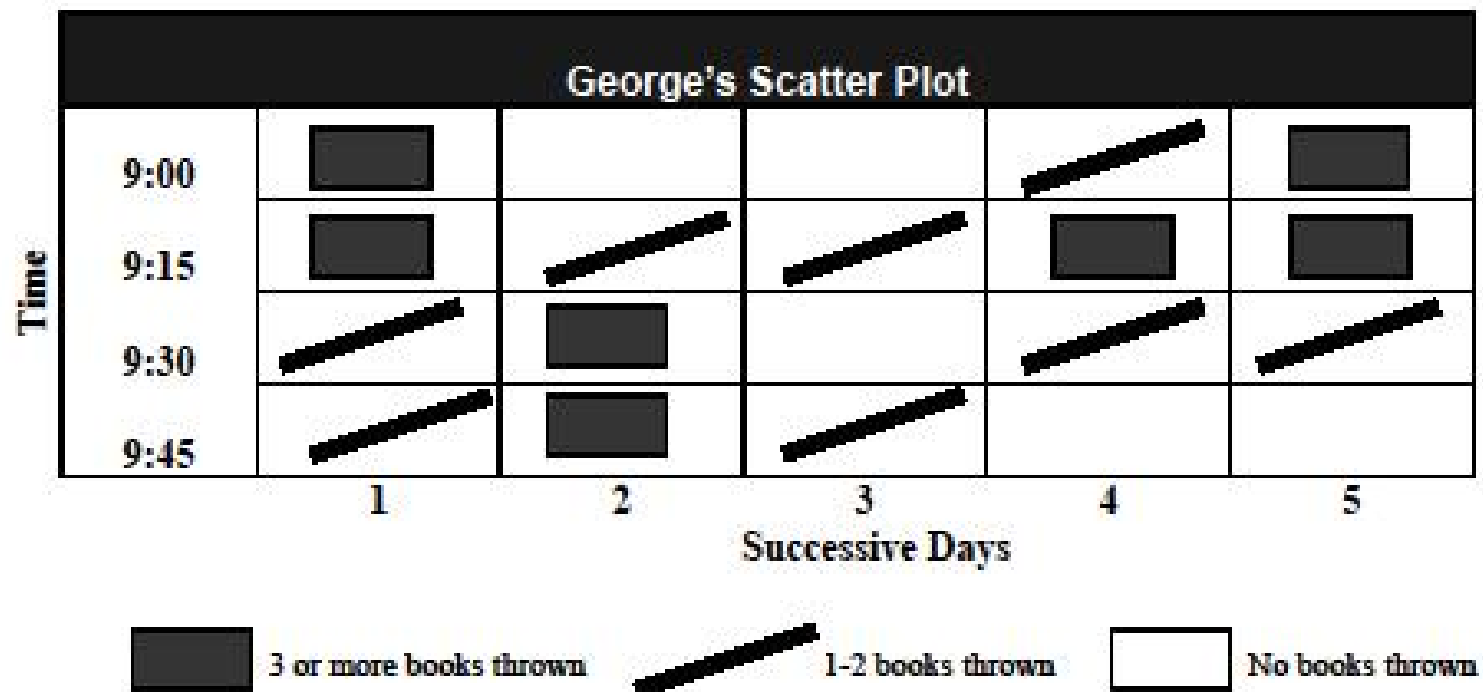 George's Scatter Plot
Time
9:00
9:15
9:30
9:45
1 2 3 4 5
Successive Days
3 or more books thrown 1-2 books thrown No books thrown